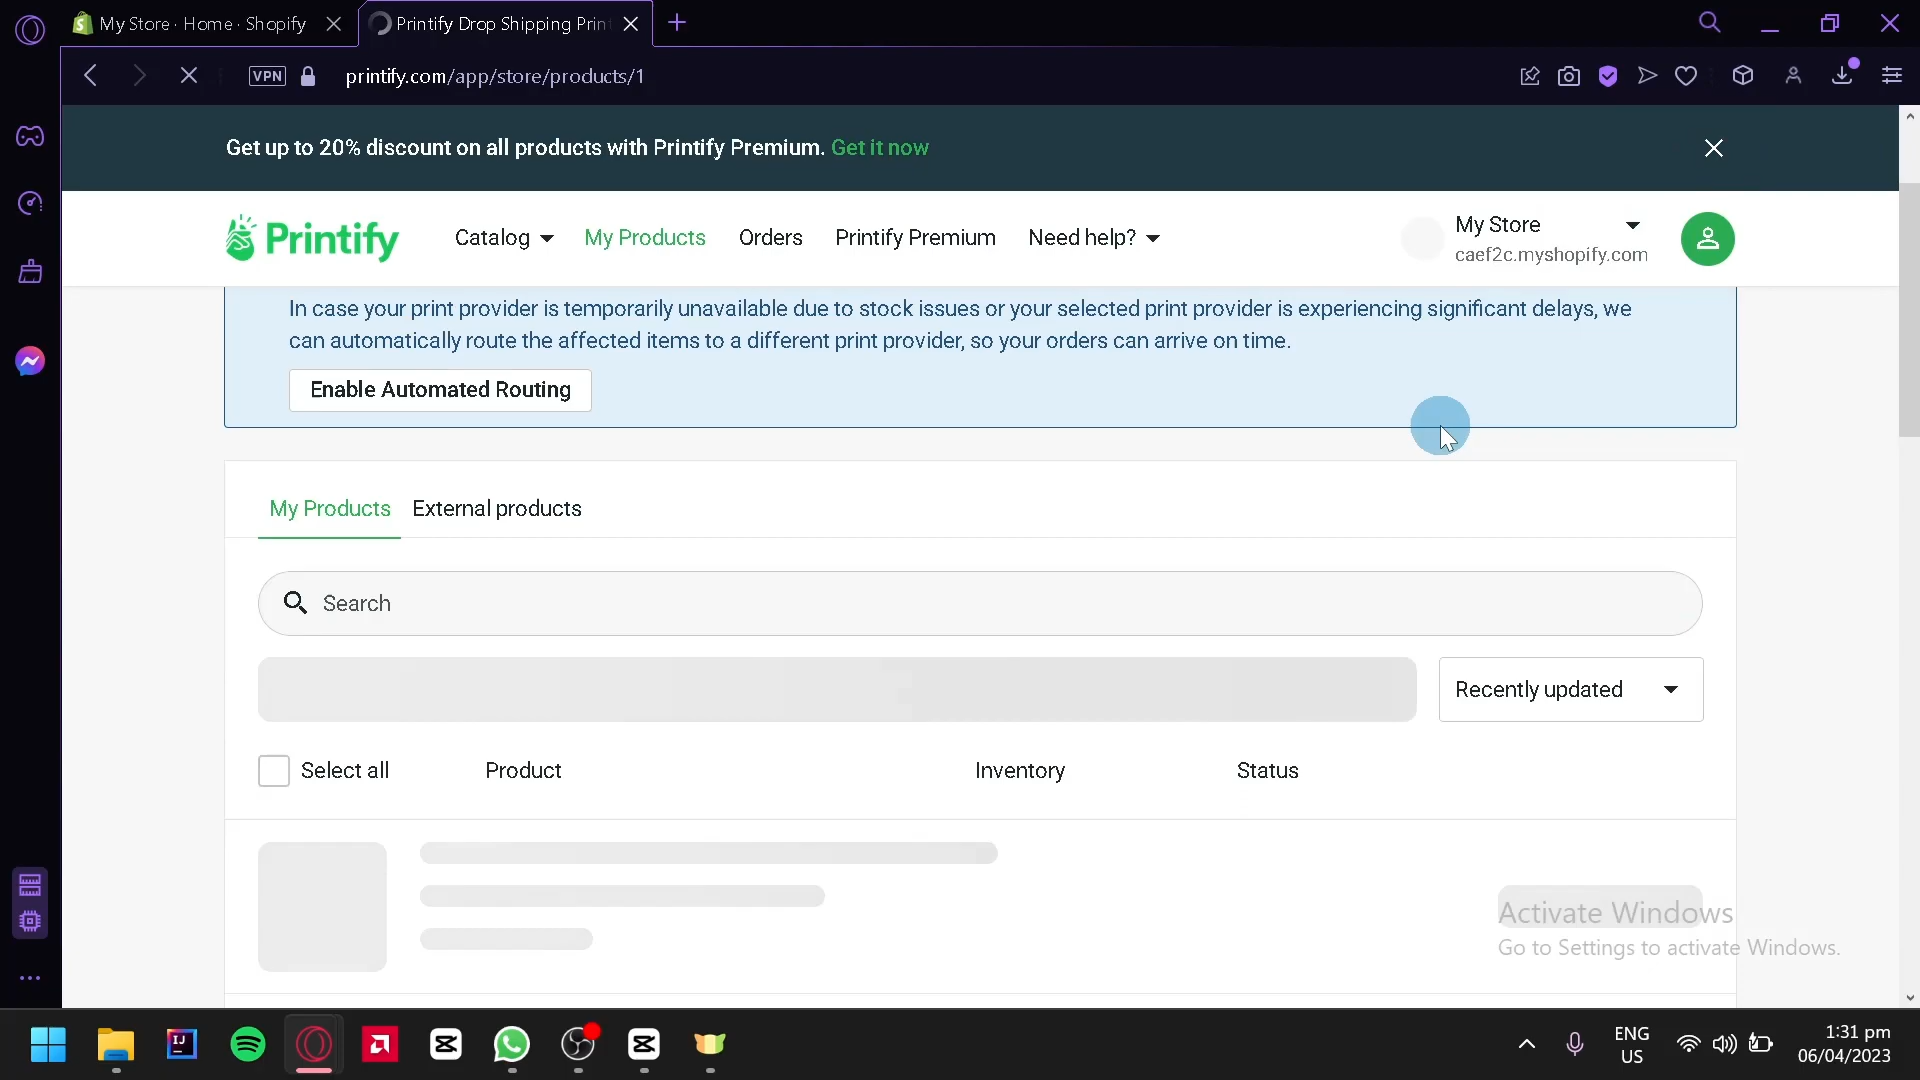 My Store · Home · Shopify
Printify Drop Shipping Prin
VPN
printify.com/app/store/products/1
Get up to 20% discount on all products with Printify Premium. Get it now
Printify
Catalog
My Products
Orders
Printify Premium
Need help?
My Store
caef2c.myshopify.com
In case your print provider is temporarily unavailable due to stock issues or your selected print provider is experiencing significant delays, we
can automatically route the affected items to a different print provider, so your orders can arrive on time.
Enable Automated Routing
My Products
External products
Search
Recently updated
Select all
Product
Inventory
Status
Activate Windows
Go to Settings to activate Windows.
IJ
ENG
US
1:31 pm
06/04/2023